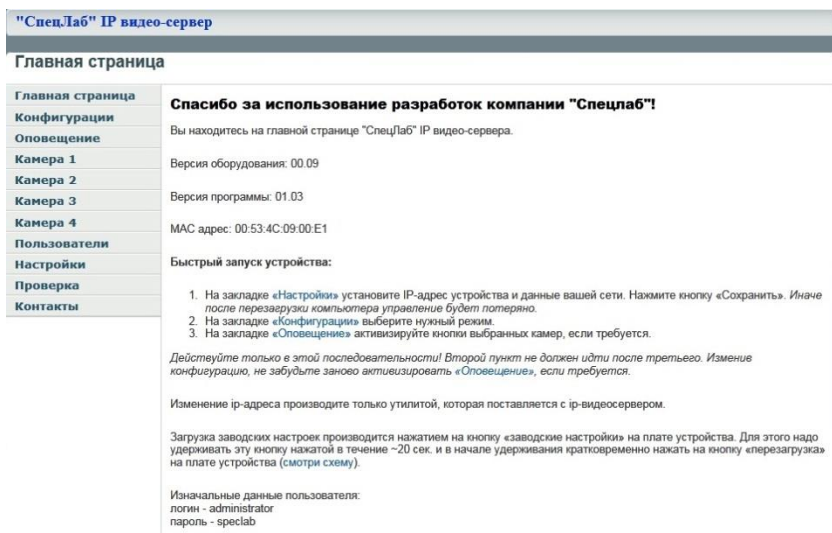 "СпецЛаб" IP видео-сервер
Главная страница
Главная страница
Конфигурации
Оповещение
Камера 1
Камера 2
Камера 3
Камера 4
Пользователи
Настройки
Проверка
Контакты
Спасибо за использование разработок компании "Спецлаб"!
Вы находитесь на главной странице "СпецЛаб" IP видео-сервера.
Версия оборудования: 00.09
Версия программы: 01.03
MAC адрес: 00:53:4C:09:00:E1
Быстрый запуск устройства:
1. На закладке «Настройки» установите IP-адрес устройства и данные вашей сети. Нажмите кнопку «Сохранить». Иначе
после перезагрузки компьютера управление будет потеряно.
2. На закладке «Конфигурации» выберите нужный режим.
3. На закладке «Оповещение» активизируйте кнопки выбранных камер, если требуется.
Действуйте только в этой последовательности! Второй пункт не должен идти после третьего. Измение
конфигурацию, не забудьте заново активизировать «Оповещение», если требуется.
Изменение ip-адреса производите только утилитой, которая поставляется с ip-видеосервером.
Загрузка заводских настроек производится нажатием на кнопку «заводские настройки» на плате устройства. Для этого надо
удерживать эту кнопку нажатой в течение ~20 сек. и в начале удерживания кратковременно нажать на кнопку «перезагрузка»
на плате устройства (смотри схему).
Изначальные данные пользователя:
логин - administrator
пароль - speclab